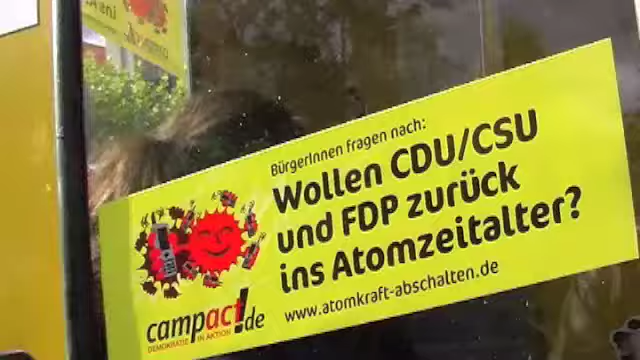 BürgerInnen fragen nach:
Wollen CDU/CSU
und FDP zurück
ins Atomzeitalter?
www.atomkraft-abschalten.de
campact!.de
DEMOKRATIE IN AKTION